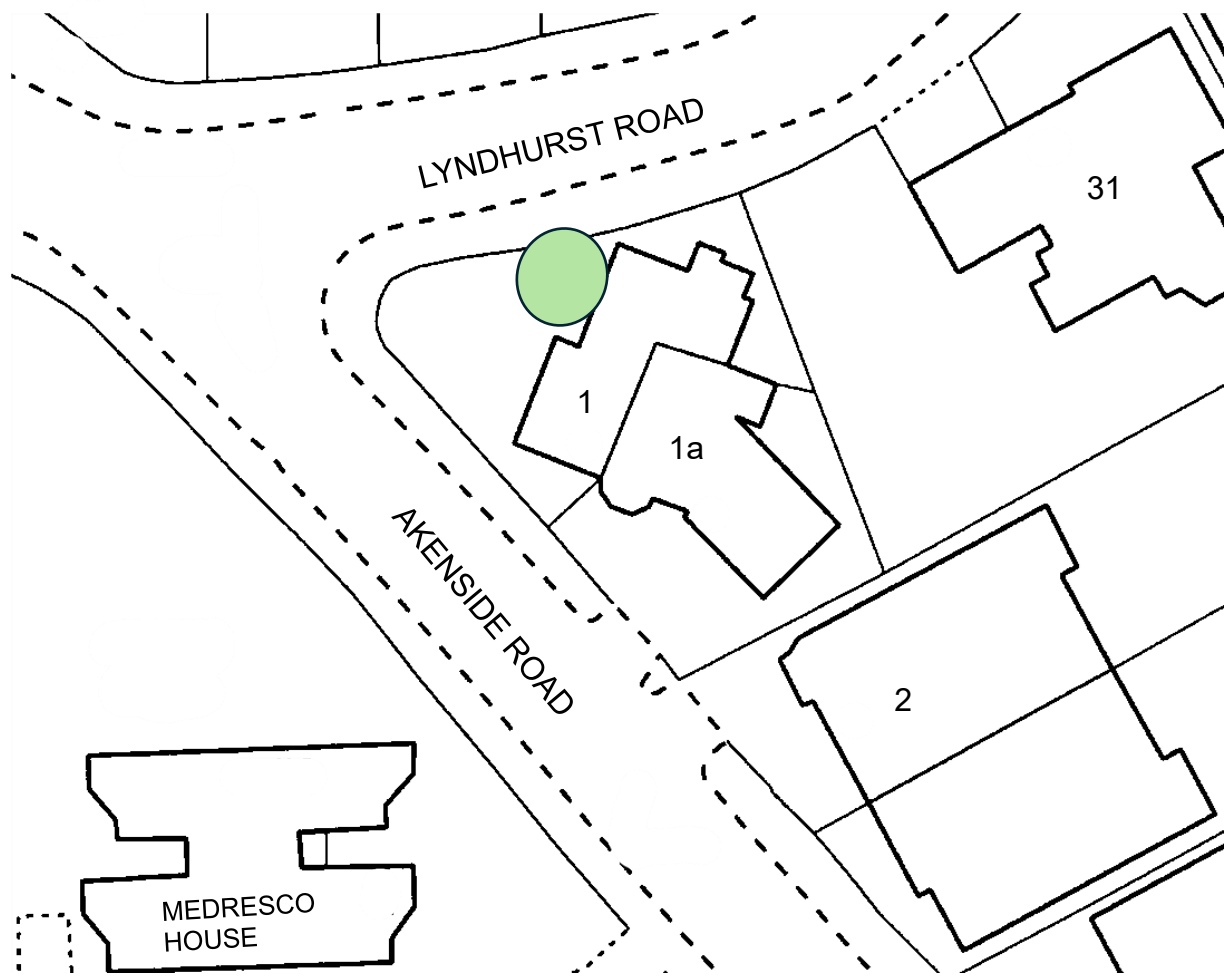 LYNDHURST ROAD
31
1
1a
AKENSIDE ROAD
2
MEDRESCO
HOUSE